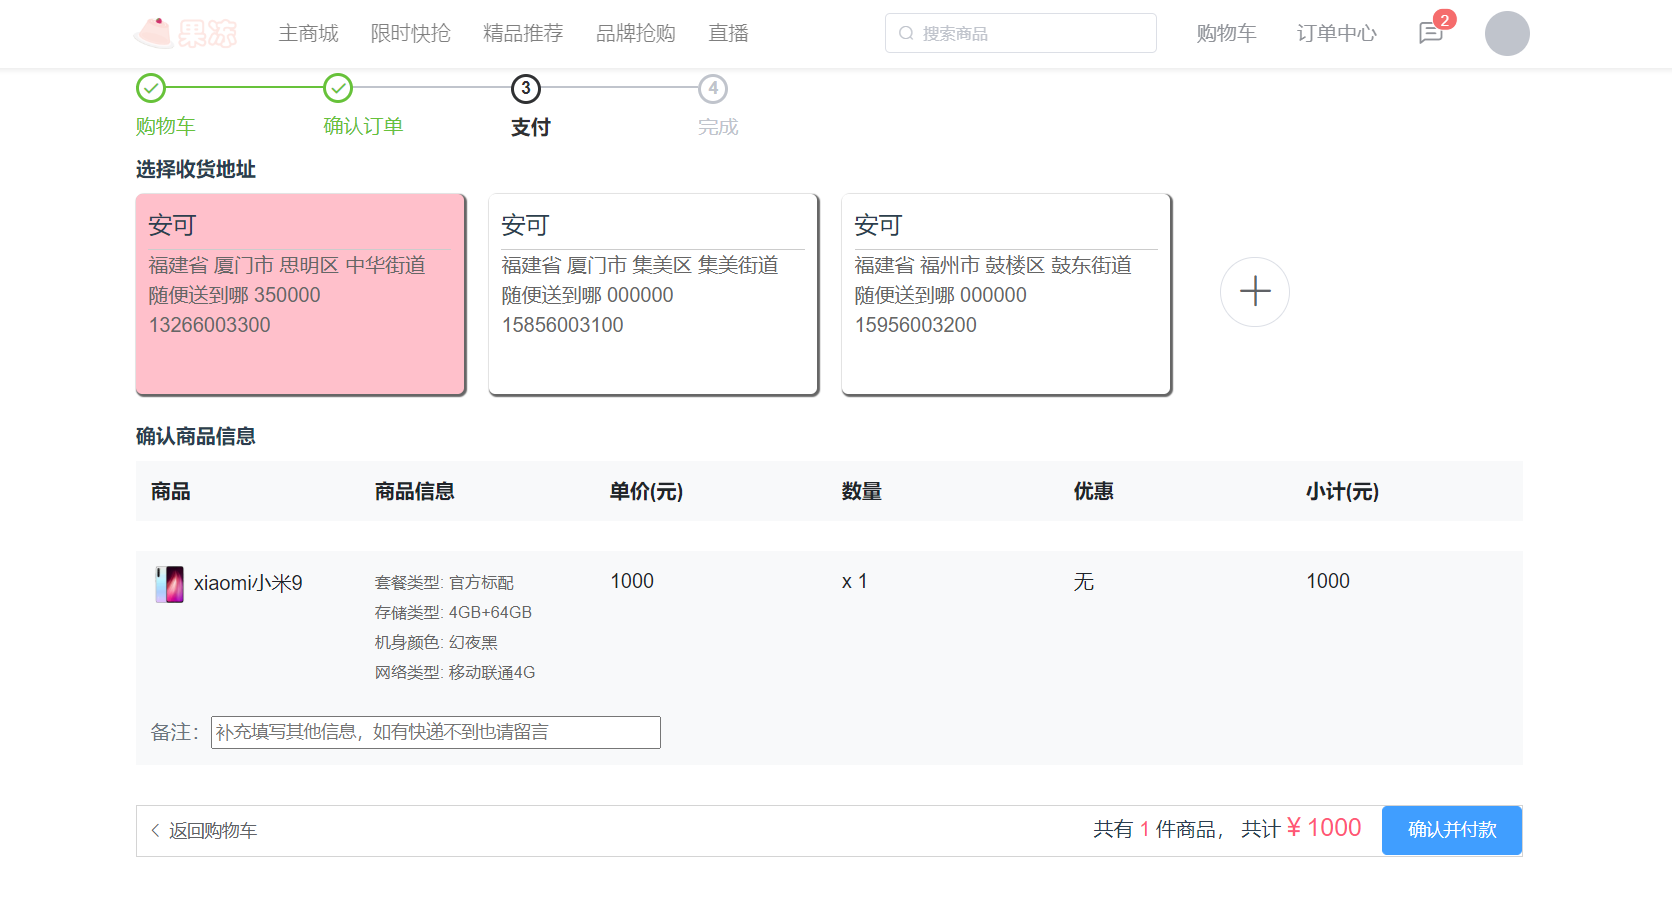 果冻 主商城 限时快抢 精品推荐 品牌抢购 直播 搜索商品 购物车 订单中心 2
3 4
购物车 确认订单 支付 完成
选择收货地址
安可
福建省 厦门市 思明区 中华街道
随便送到哪 350000
13266003300
安可
福建省 厦门市 集美区 集美街道
随便送到哪 000000
15856003100
安可
福建省 福州市 鼓楼区 鼓东街道
随便送到哪 000000
15956003200
确认商品信息
商品 商品信息 单价(元) 数量 优惠 小计(元)
xiaomi小米9 套餐类型: 官方标配 1000 x 1 无 1000
存储类型: 4GB+64GB
机身颜色: 幻夜黑
网络类型: 移动联通4G
备注： 补充填写其他信息，如有快递不到也请留言
返回购物车 共有 1 件商品， 共计 ¥ 1000 确认并付款